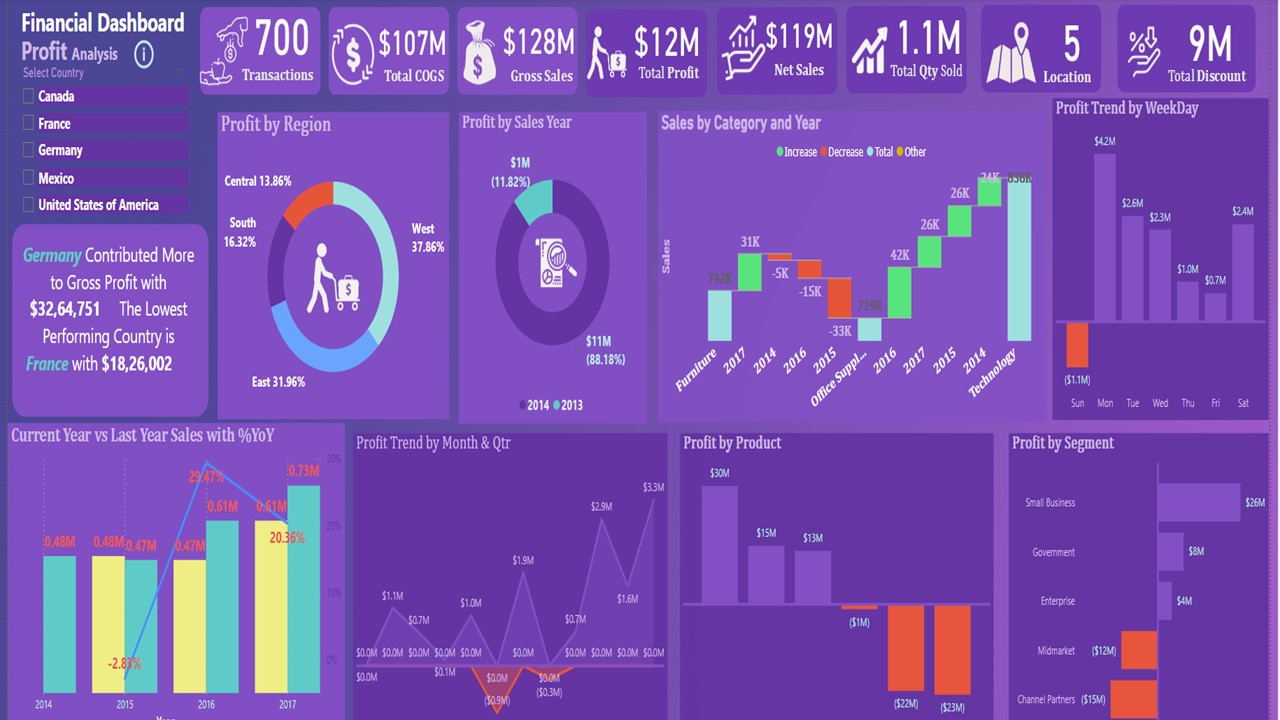 Financial Dashboard
Profit Analysis
Select Country
Canada
France
Germany
Mexico
United States of America
Germany Contributed More
to Gross Profit with
$32,64,751 The Lowest
Performing Country is
France with $18,26,002
700
Transactions
$107M
Total COGS
$128M
Gross Sales
$12M
Total Profit
$119M
Net Sales
1.1M
Total Qty Sold
5
Location
9M
Total Discount
Profit by Region
Central 13.86%
South
16.32%
West
37.86%
East 31.96%
Profit by Sales Year
$1M
(11.82%)
$11M
(88.18%)
2014 2013
Sales by Category and Year
Increase Decrease Total Other
Sales
742K
31K
-5K
-15K
-33K
719K
42K
26K
26K
24K
836K
Furniture
2017
2014
2016
2015
Office Suppl...
2016
2017
2015
2014
Technology
Profit Trend by WeekDay
$4.2M
$2.6M
$2.3M
$1.0M
$0.7M
$2.4M
($1.1M)
Sun Mon Tue Wed Thu Fri Sat
Current Year vs Last Year Sales with %YoY
30%
20%
10%
0%
0.48M
0.48M
0.47M
0.47M
0.61M
0.61M
0.73M
-2.83%
29.47%
20.36%
2014 2015 2016 2017
Profit Trend by Month & Qtr
$3.3M
$2.9M
$1.9M
$1.6M
$1.1M
$1.0M
$0.7M
$0.7M
$0.0M $0.0M $0.0M $0.0M $0.0M $0.0M $0.0M $0.0M $0.0M $0.0M
$0.0M
$0.1M
$0.0M
$0.0M
($0.9M)
($0.3M)
Profit by Product
$30M
$15M
$13M
($1M)
($22M)
($23M)
Profit by Segment
Small Business
$26M
Government
$8M
Enterprise
$4M
Midmarket
($12M)
Channel Partners
($15M)